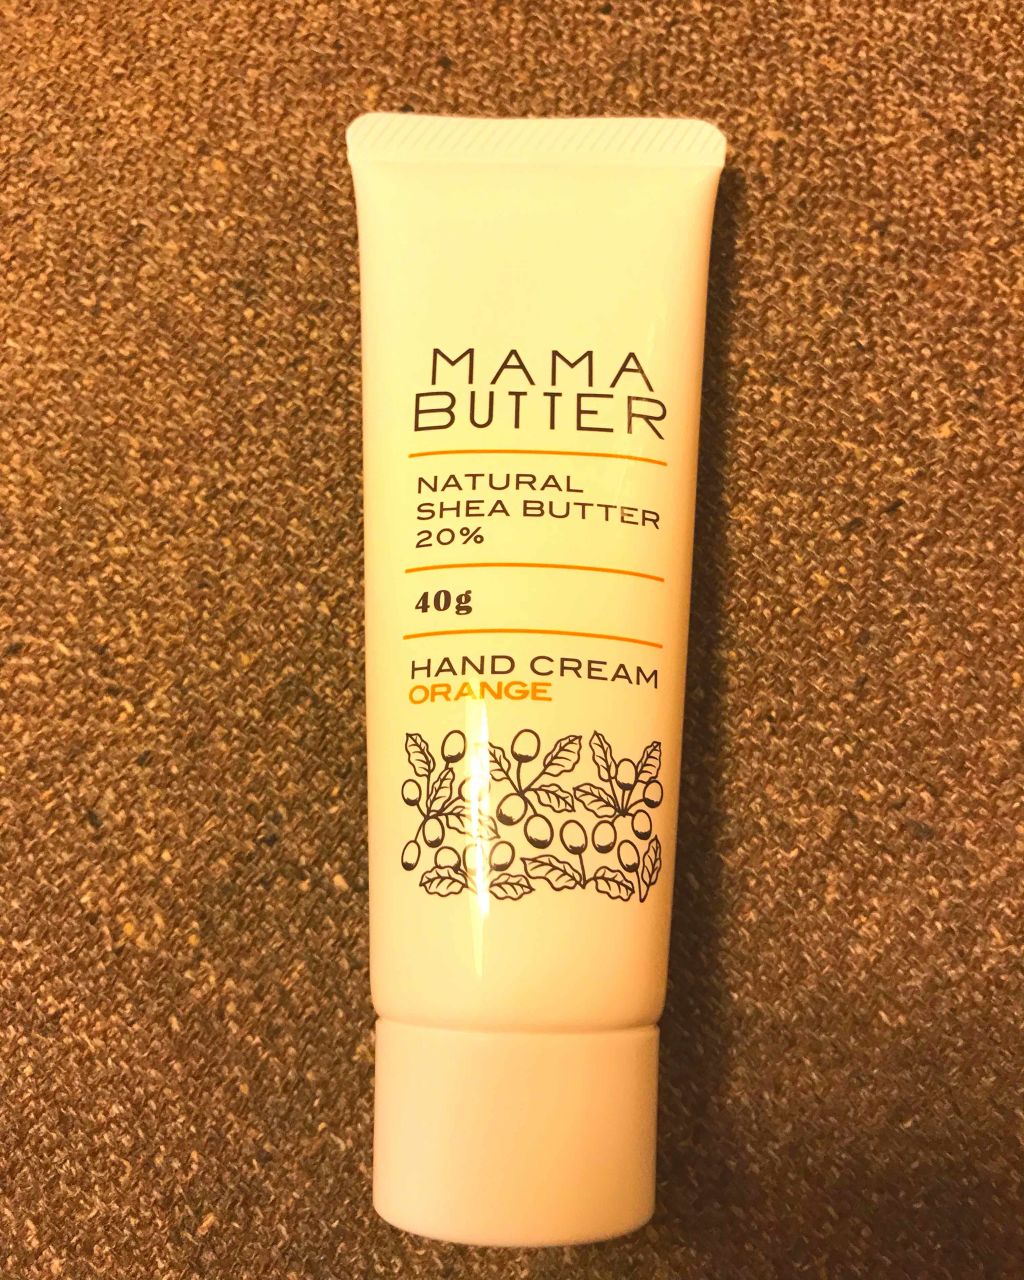 MAMA
BUTTER
NATURAL
SHEA BUTTER
20%
40g
HAND CREAM
ORANGE